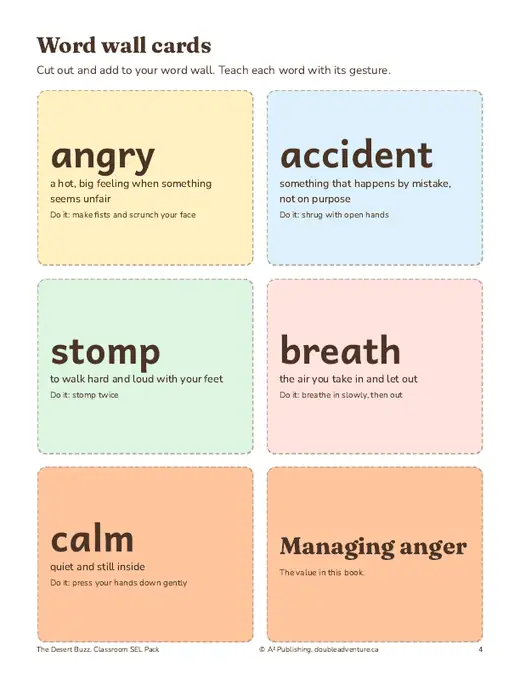 Word wall cards
Cut out and add to your word wall. Teach each word with its gesture.
angry
a hot, big feeling when something
seems unfair
Do it: make fists and scrunch your face
accident
something that happens by mistake,
not on purpose
Do it: shrug with open hands
stomp
to walk hard and loud with your feet
Do it: stomp twice
breath
the air you take in and let out
Do it: breathe in slowly, then out
calm
quiet and still inside
Do it: press your hands down gently
Managing anger
The value in this book.
The Desert Buzz. Classroom SEL Pack
© A² Publishing. doubleadventure.ca
4